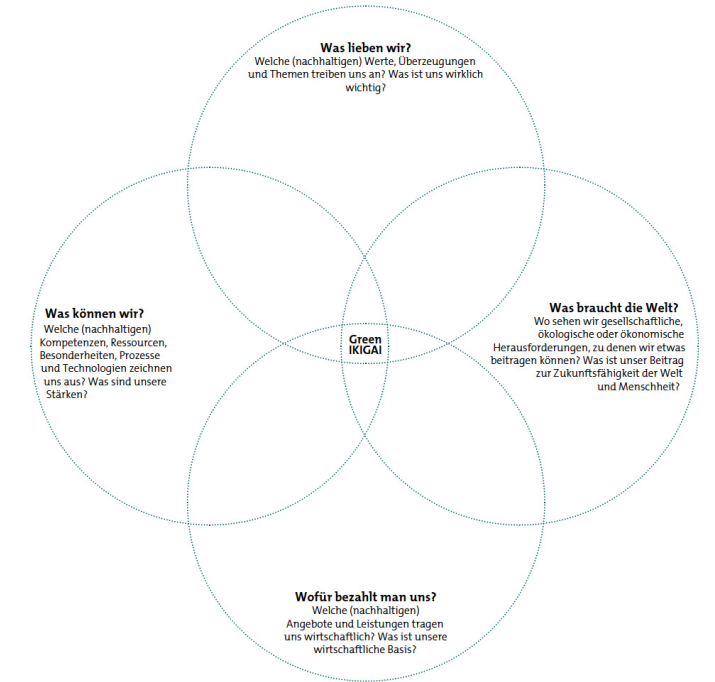 Was lieben wir?
Welche (nachhaltigen) Werte, Überzeugungen
und Themen treiben uns an? Was ist uns wirklich
wichtig?
Was können wir?
Welche (nachhaltigen)
Kompetenzen, Ressourcen,
Besonderheiten, Prozesse
und Technologien zeichnen
uns aus? Was sind unsere
Stärken?
Green
IKIGAI
Was braucht die Welt?
Wo sehen wir gesellschaftliche,
ökologische oder ökonomische
Herausforderungen, zu denen wir etwas
beitragen können? Was ist unser Beitrag
zur Zukunftsfähigkeit der Welt
und Menschheit?
Wofür bezahlt man uns?
Welche (nachhaltigen)
Angebote und Leistungen tragen
uns wirtschaftlich? Was ist unsere
wirtschaftliche Basis?